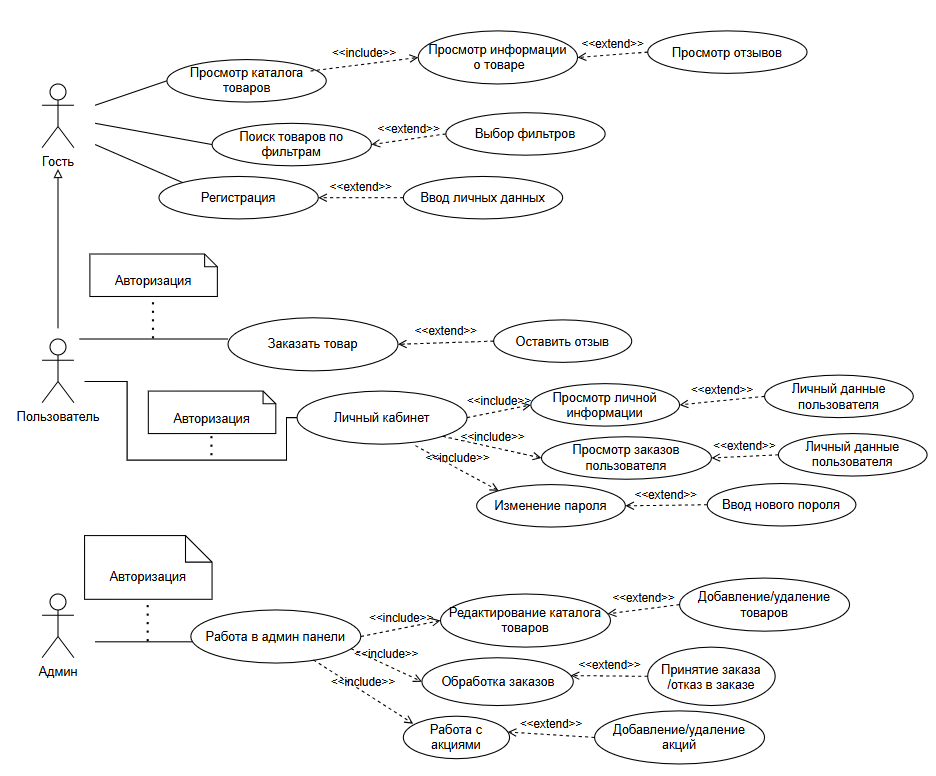 <<include>>
Просмотр информации
о товаре
<<extend>>
Просмотр отзывов
Просмотр каталога
товаров
Гость
Поиск товаров по
фильтрам
<<extend>>
Выбор фильтров
Регистрация
<<extend>>
Ввод личных данных
Авторизация
Пользователь
Заказать товар
<<extend>>
Оставить отзыв
Авторизация
Личный кабинет
<<include>>
Просмотр личной
информации
<<extend>>
Личный данные
пользователя
<<include>>
Просмотр заказов
пользователя
<<extend>>
Личный данные
пользователя
<<include>>
Изменение пароля
<<extend>>
Ввод нового пороля
Авторизация
Админ
Работа в админ панели
<<include>>
Редактирование каталога
товаров
<<extend>>
Добавление/удаление
товаров
<<include>>
Обработка заказов
<<extend>>
Принятие заказа
/отказ в заказе
<<include>>
Работа с
акциями
<<extend>>
Добавление/удаление
акций